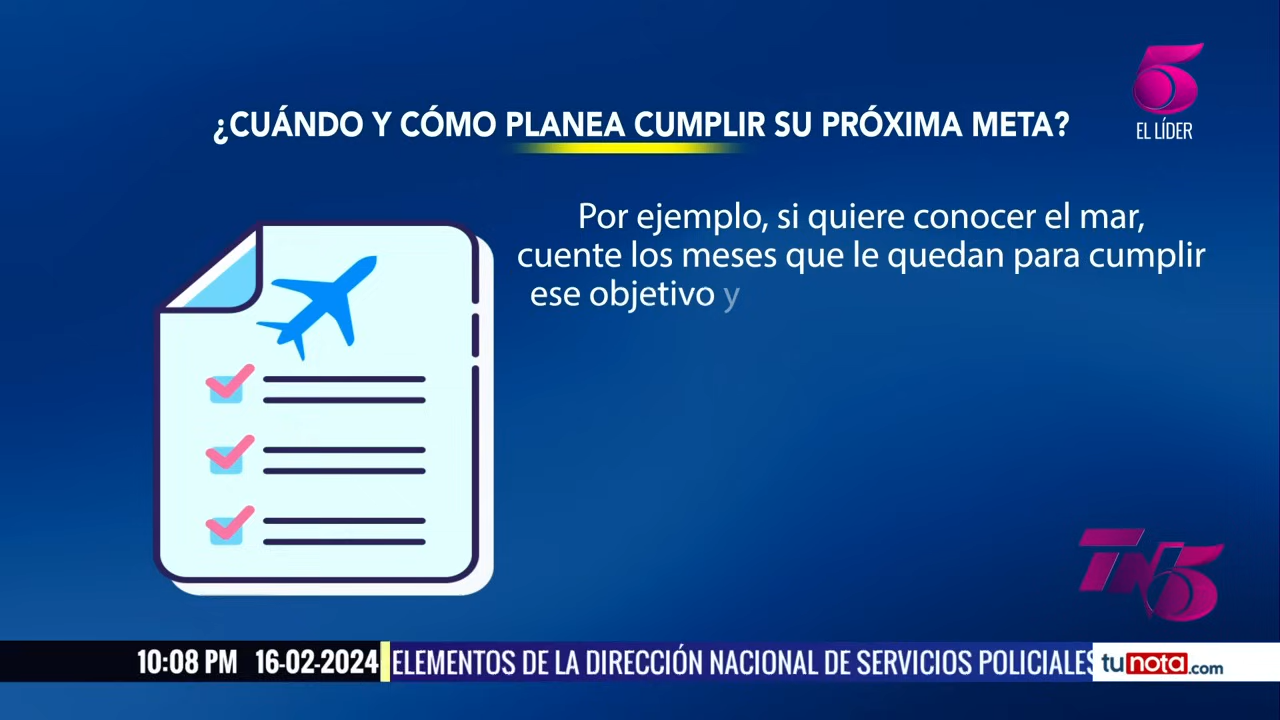 5
EL LÍDER
¿CUÁNDO Y CÓMO PLANEA CUMPLIR SU PRÓXIMA META?
Por ejemplo, si quiere conocer el mar,
cuente los meses que le quedan para cumplir
ese objetivo y
TN5
10:08 PM 16-02-2024 ELEMENTOS DE LA DIRECCIÓN NACIONAL DE SERVICIOS POLICIALES tunota.com